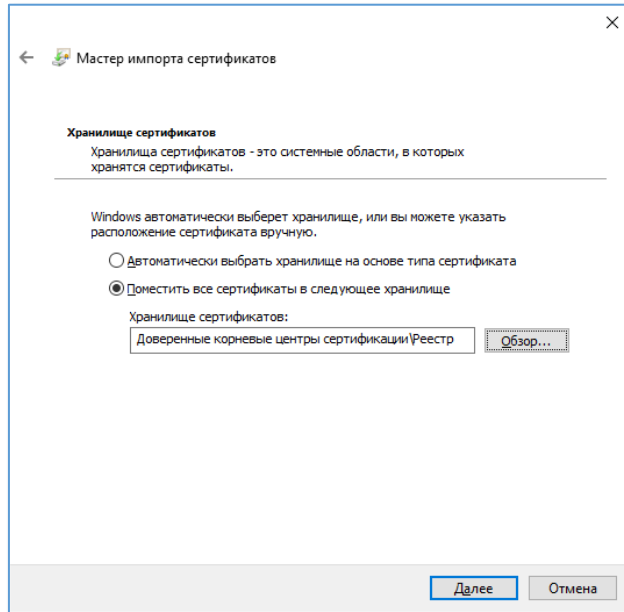 Мастер импорта сертификатов
Хранилище сертификатов
Хранилища сертификатов - это системные области, в которых
хранятся сертификаты.
Windows автоматически выберет хранилище, или вы можете указать
расположение сертификата вручную.
Автоматически выбрать хранилище на основе типа сертификата
Поместить все сертификаты в следующее хранилище
Хранилище сертификатов:
Доверенные корневые центры сертификации\Реестр
Обзор...
Далее
Отмена